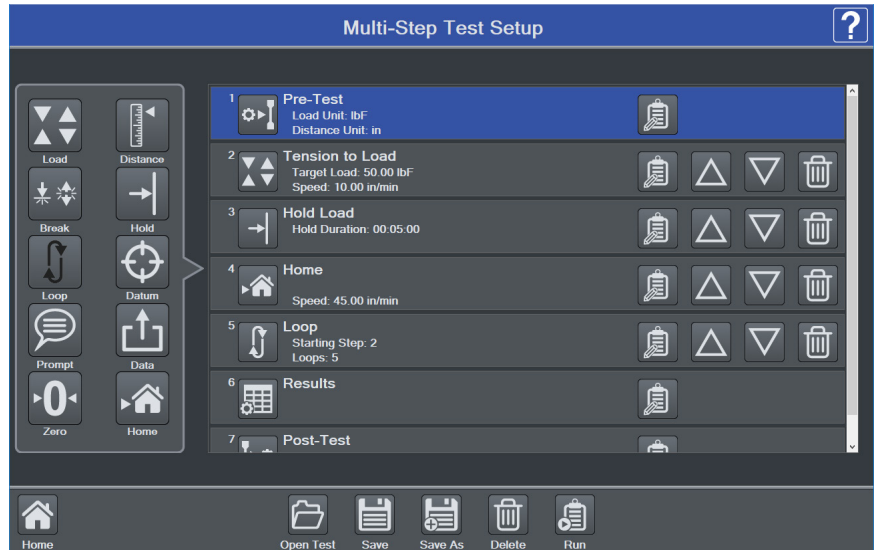 Multi-Step Test Setup
?
Load
Distance
Break
Hold
Loop
Datum
Prompt
Data
0
Zero
Home
1
Pre-Test
Load Unit: lbF
Distance Unit: in
2
Tension to Load
Target Load: 50.00 lbF
Speed: 10.00 in/min
3
Hold Load
Hold Duration: 00:05:00
4
Home
Speed: 45.00 in/min
5
Loop
Starting Step: 2
Loops: 5
6
Results
7
Post-Test
Home
Open Test
Save
Save As
Delete
Run